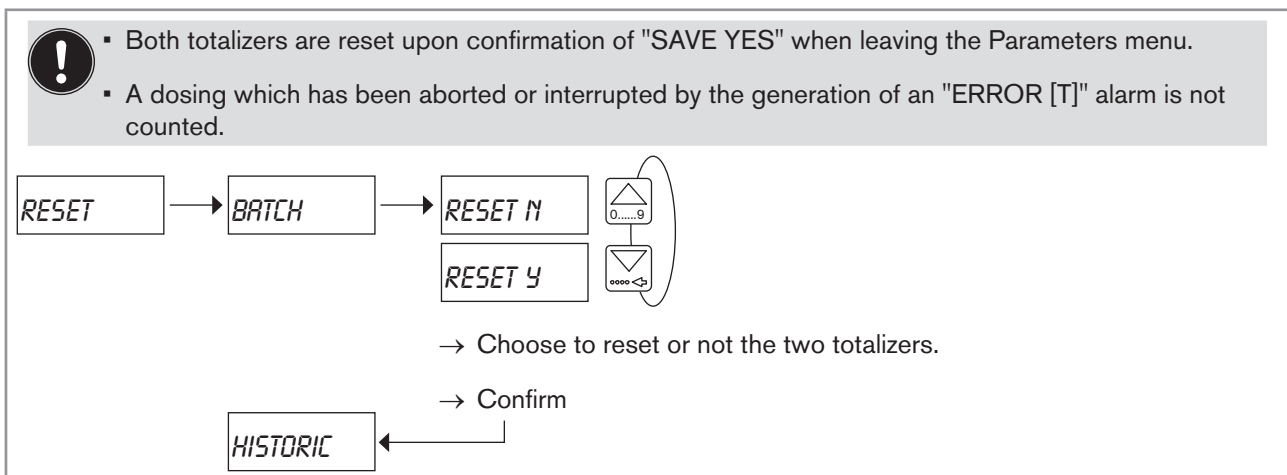 ▪ Both totalizers are reset upon confirmation of "SAVE YES" when leaving the Parameters menu.
▪ A dosing which has been aborted or interrupted by the generation of an "ERROR [T]" alarm is not
counted.
RESET
BATCH
RESET N
0......9
RESET Y
→ Choose to reset or not the two totalizers.
→ Confirm
HISTORIC